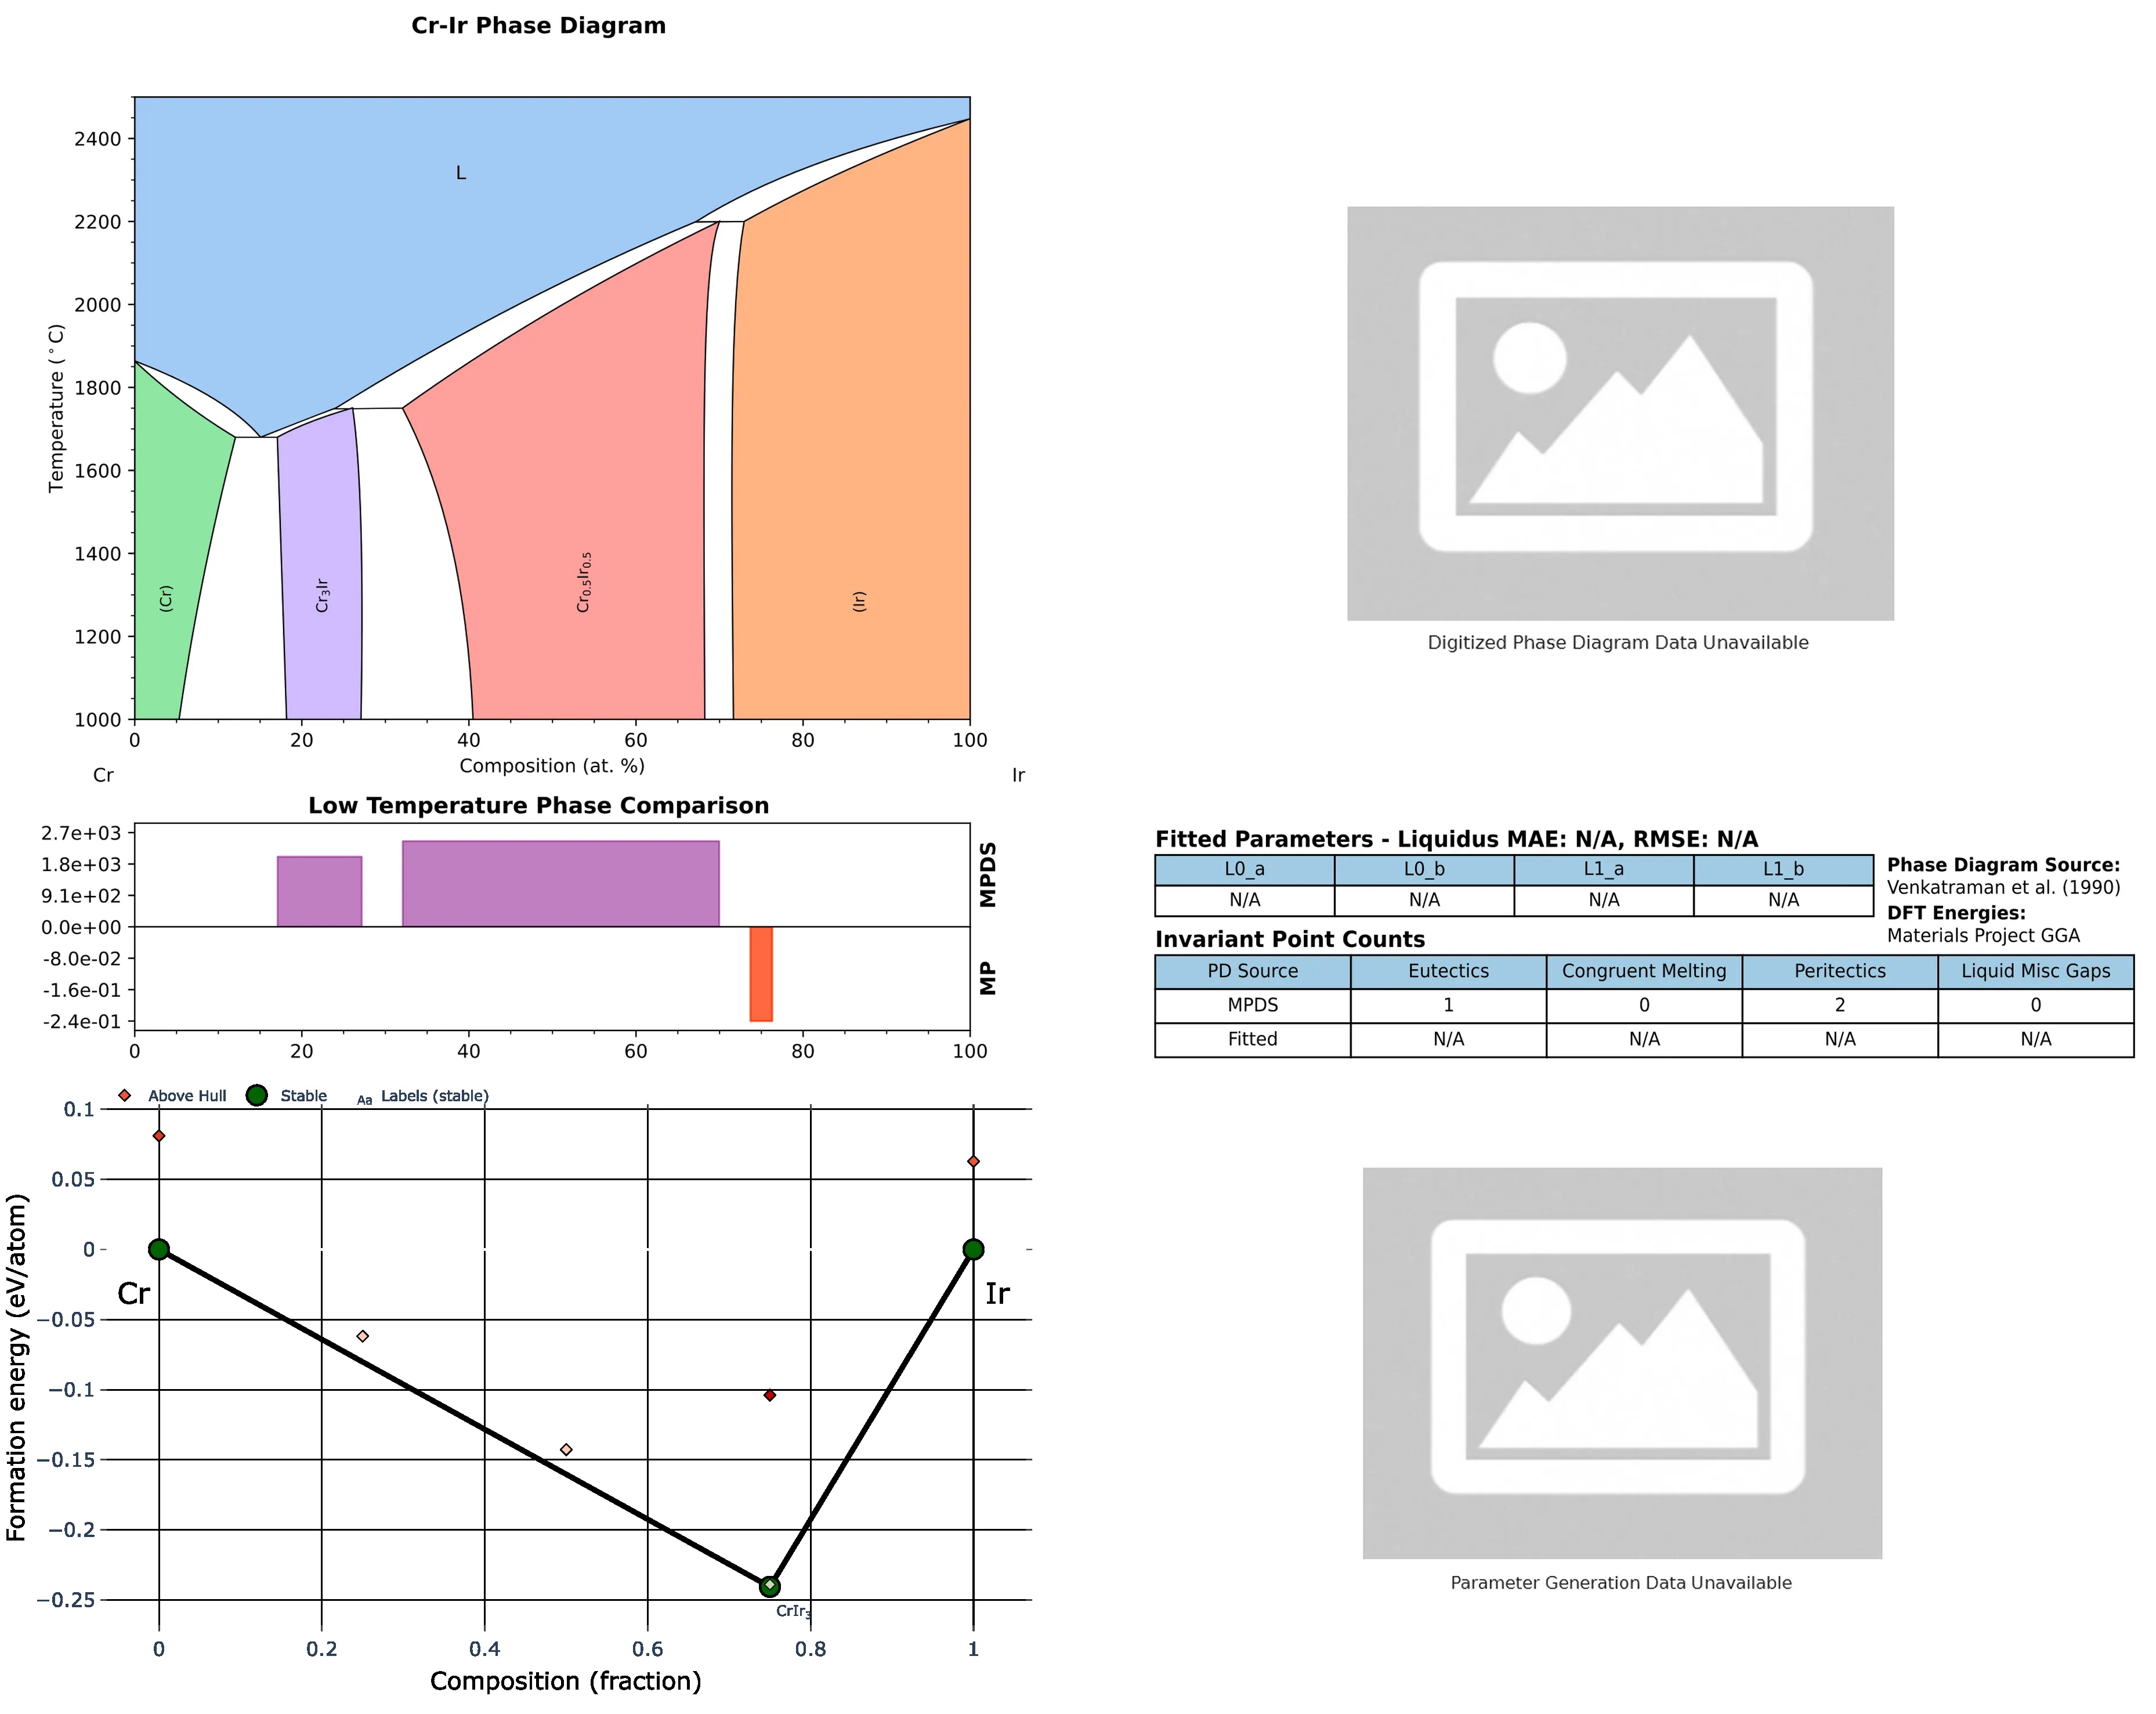 Cr-Ir Phase Diagram
2400
2200
2000
1800
1600
1400
1200
1000
Temperature (°C)
L
(Cr)
Cr₃Ir
Cr₀.₅Ir₀.₅
(Ir)
0 20 40 60 80 100
Composition (at. %)
Cr Ir
Digitized Phase Diagram Data Unavailable
Low Temperature Phase Comparison
2.7e+03
1.8e+03
9.1e+02
0.0e+00
-8.0e-02
-1.6e-01
-2.4e-01
MPDS
MP
0 20 40 60 80 100
Fitted Parameters - Liquidus MAE: N/A, RMSE: N/A
L0_a L0_b L1_a L1_b
N/A N/A N/A N/A
Phase Diagram Source:
Venkatraman et al. (1990)
DFT Energies:
Materials Project GGA
Invariant Point Counts
PD Source Eutectics Congruent Melting Peritectics Liquid Misc Gaps
MPDS 1 0 2 0
Fitted N/A N/A N/A N/A
Above Hull Stable Aa Labels (stable)
0.1
0.05
0
−0.05
−0.1
−0.15
−0.2
−0.25
Formation energy (eV/atom)
Cr
Ir
CrIr₃
0 0.2 0.4 0.6 0.8 1
Composition (fraction)
Parameter Generation Data Unavailable